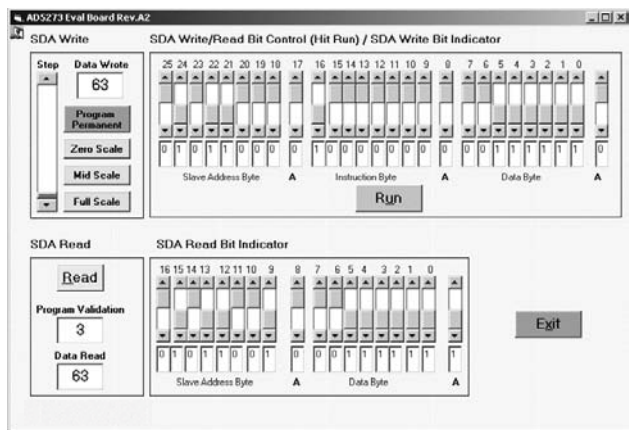 AD5273 Eval Board Rev.A2
SDA Write
SDA Write/Read Bit Control (Hit Run) / SDA Write Bit Indicator
Step
Data Wrote
63
Program Permanent
Zero Scale
Mid Scale
Full Scale
25 24 23 22 21 20 19 18 17 16 15 14 13 12 11 10 9 8 7 6 5 4 3 2 1 0
0 1 0 1 1 0 0 0 0 1 0 0 0 0 0 0 0 0 0 0 1 1 1 1 1 1 0
Slave Address Byte A Instruction Byte A Data Byte A
Run
SDA Read
SDA Read Bit Indicator
Read
Program Validation
3
Data Read
63
16 15 14 13 12 11 10 9 8 7 6 5 4 3 2 1 0
0 1 0 1 1 0 0 1 0 0 0 1 1 1 1 1 1 1
Slave Address Byte A Data Byte A
Exit